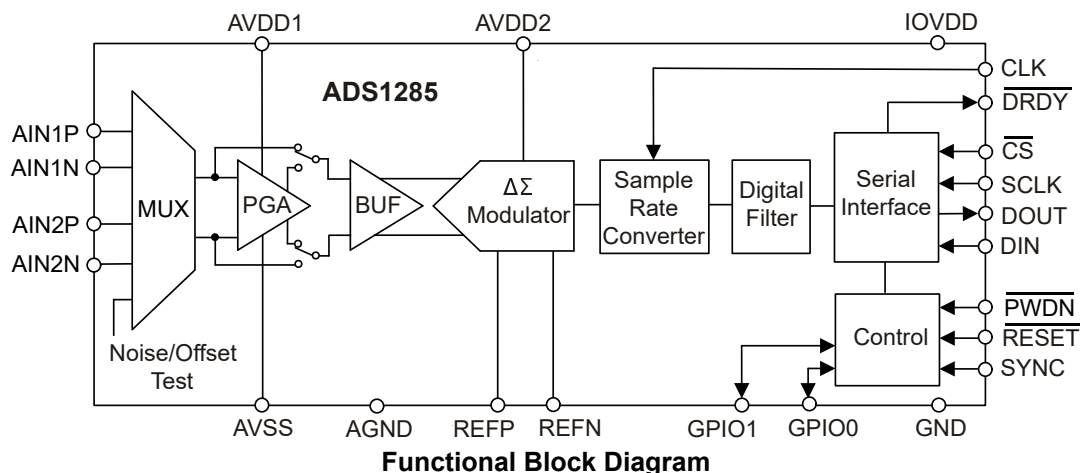 AVDD1
AVDD2
IOVDD
ADS1285
CLK
DRDY
AIN1P
AIN1N
AIN2P
AIN2N
MUX
PGA
BUF
ΔΣ
Modulator
Sample
Rate
Converter
Digital
Filter
Serial
Interface
CS
SCLK
DOUT
DIN
Noise/Offset
Test
Control
PWDN
RESET
SYNC
AVSS
AGND
REFP
REFN
GPIO1
GPIO0
GND
Functional Block Diagram